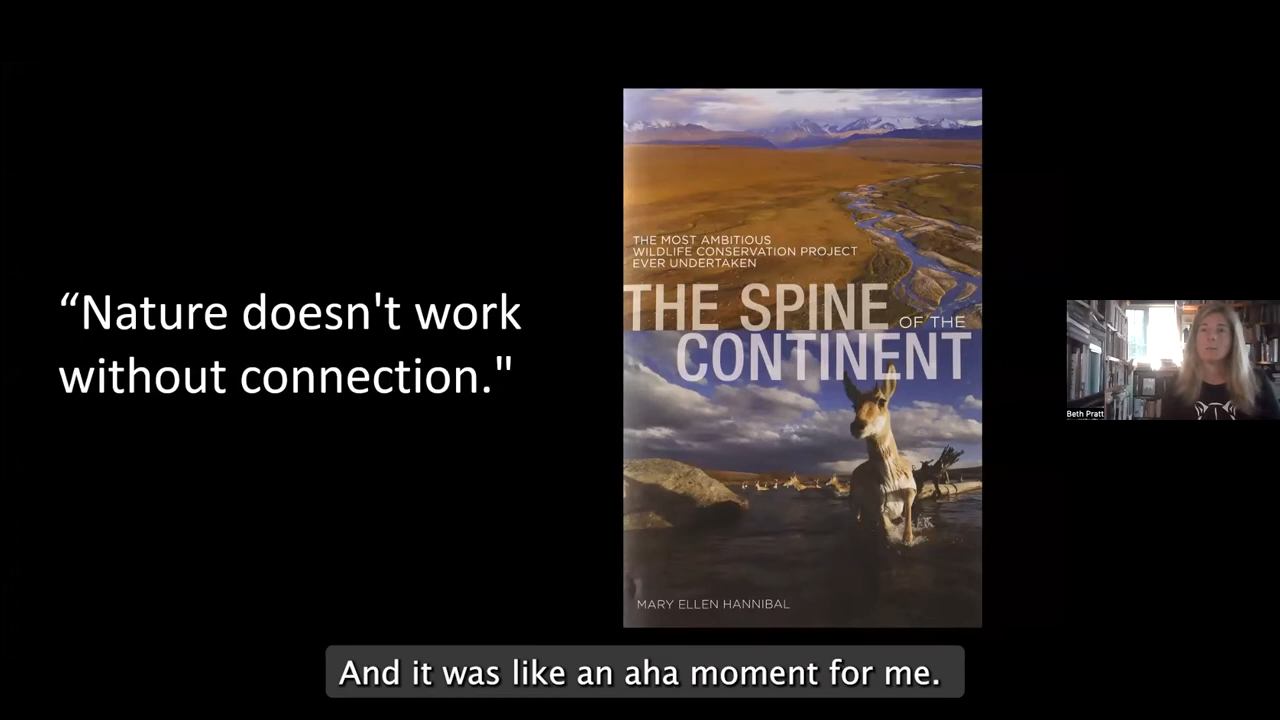 “Nature doesn't work
without connection."
THE MOST AMBITIOUS
WILDLIFE CONSERVATION PROJECT
EVER UNDERTAKEN
THE SPINE
OF THE
CONTINENT
MARY ELLEN HANNIBAL
Beth Pratt
And it was like an aha moment for me.